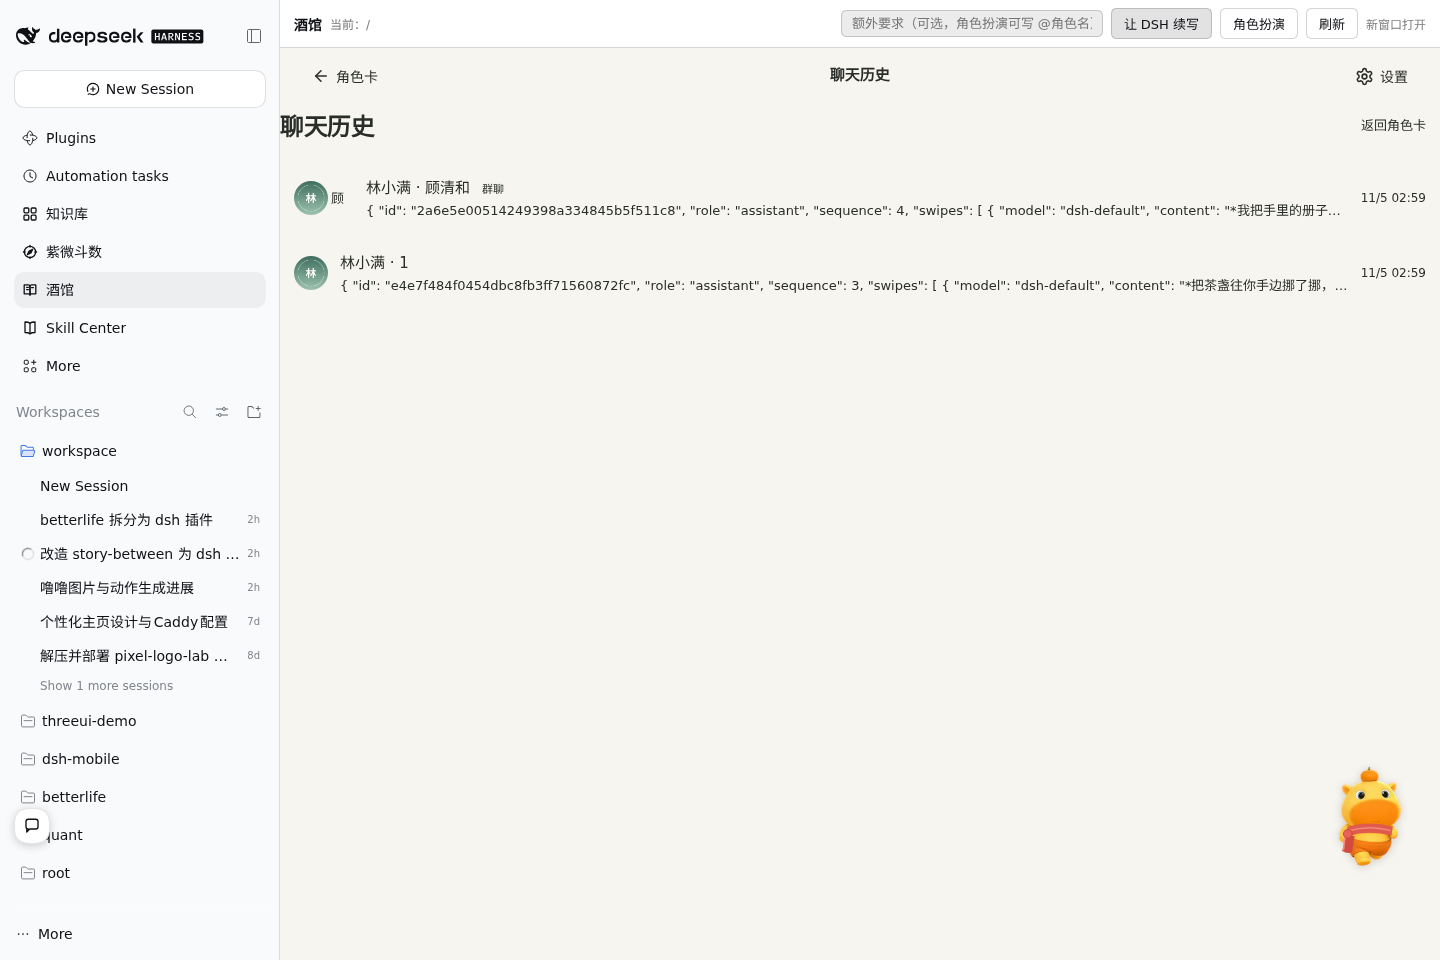 deepseek HARNESS
New Session
Plugins
Automation tasks
知识库
紫微斗数
酒馆
Skill Center
More
Workspaces
workspace
New Session
betterlife 拆分为 dsh 插件 2h
改造 story-between 为 dsh ... 2h
噜噜图片与动作生成进展 2h
个性化主页设计与Caddy配置 7d
解压并部署 pixel-logo-lab ... 8d
Show 1 more sessions
threeui-demo
dsh-mobile
betterlife
quant
root
More
酒馆 当前: / 额外要求（可选，角色扮演可写 @角色名 让 DSH 续写 角色扮演 刷新 新窗口打开
角色卡 聊天历史 设置
聊天历史 返回角色卡
林 顾 林小满 · 顾清和 群聊
{ "id": "2a6e5e00514249398a334845b5f511c8", "role": "assistant", "sequence": 4, "swipes": [ { "model": "dsh-default", "content": "*我把手里的册子... 11/5 02:59
林 林小满 · 1
{ "id": "e4e7f484f0454dbc8fb3ff71560872fc", "role": "assistant", "sequence": 3, "swipes": [ { "model": "dsh-default", "content": "*把茶盏往你手边挪了挪，... 11/5 02:59